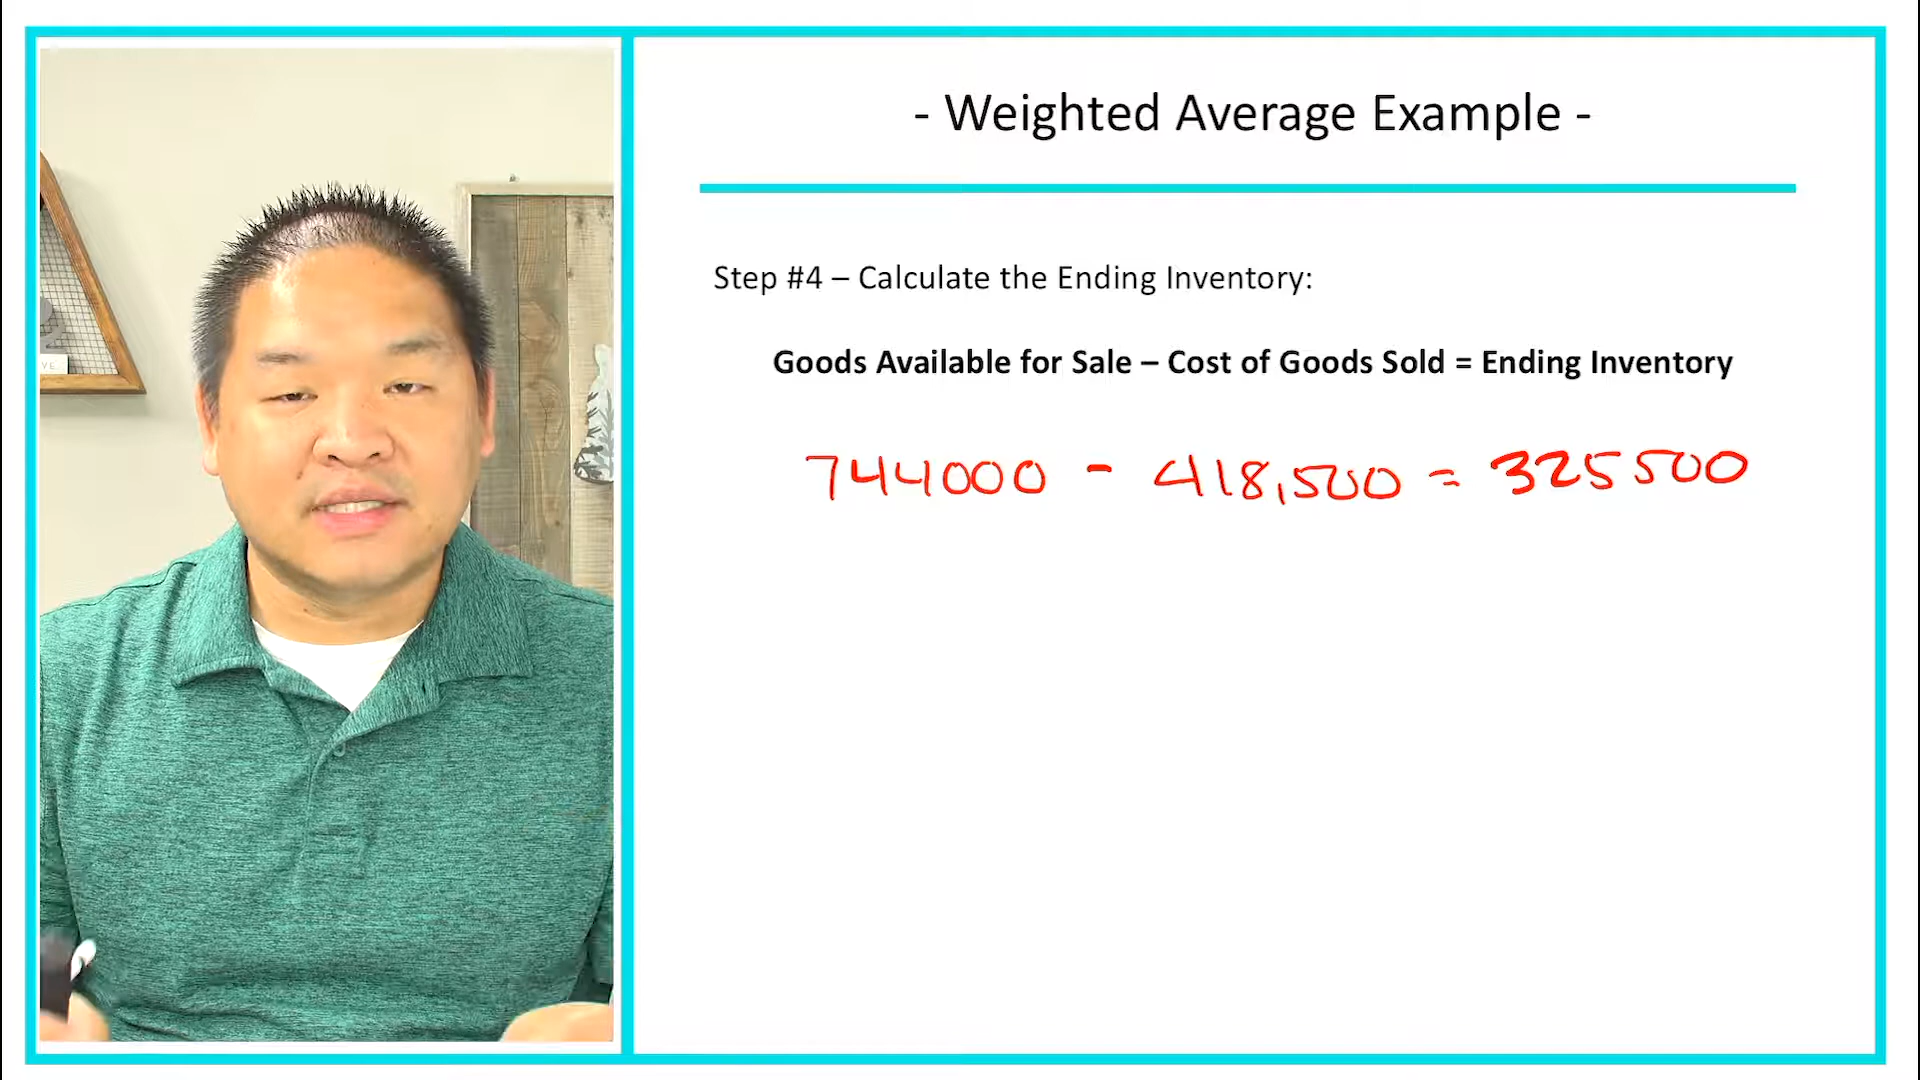 - Weighted Average Example -
Step #4 – Calculate the Ending Inventory:
Goods Available for Sale – Cost of Goods Sold = Ending Inventory
744000 - 418,500 = 325500
VE